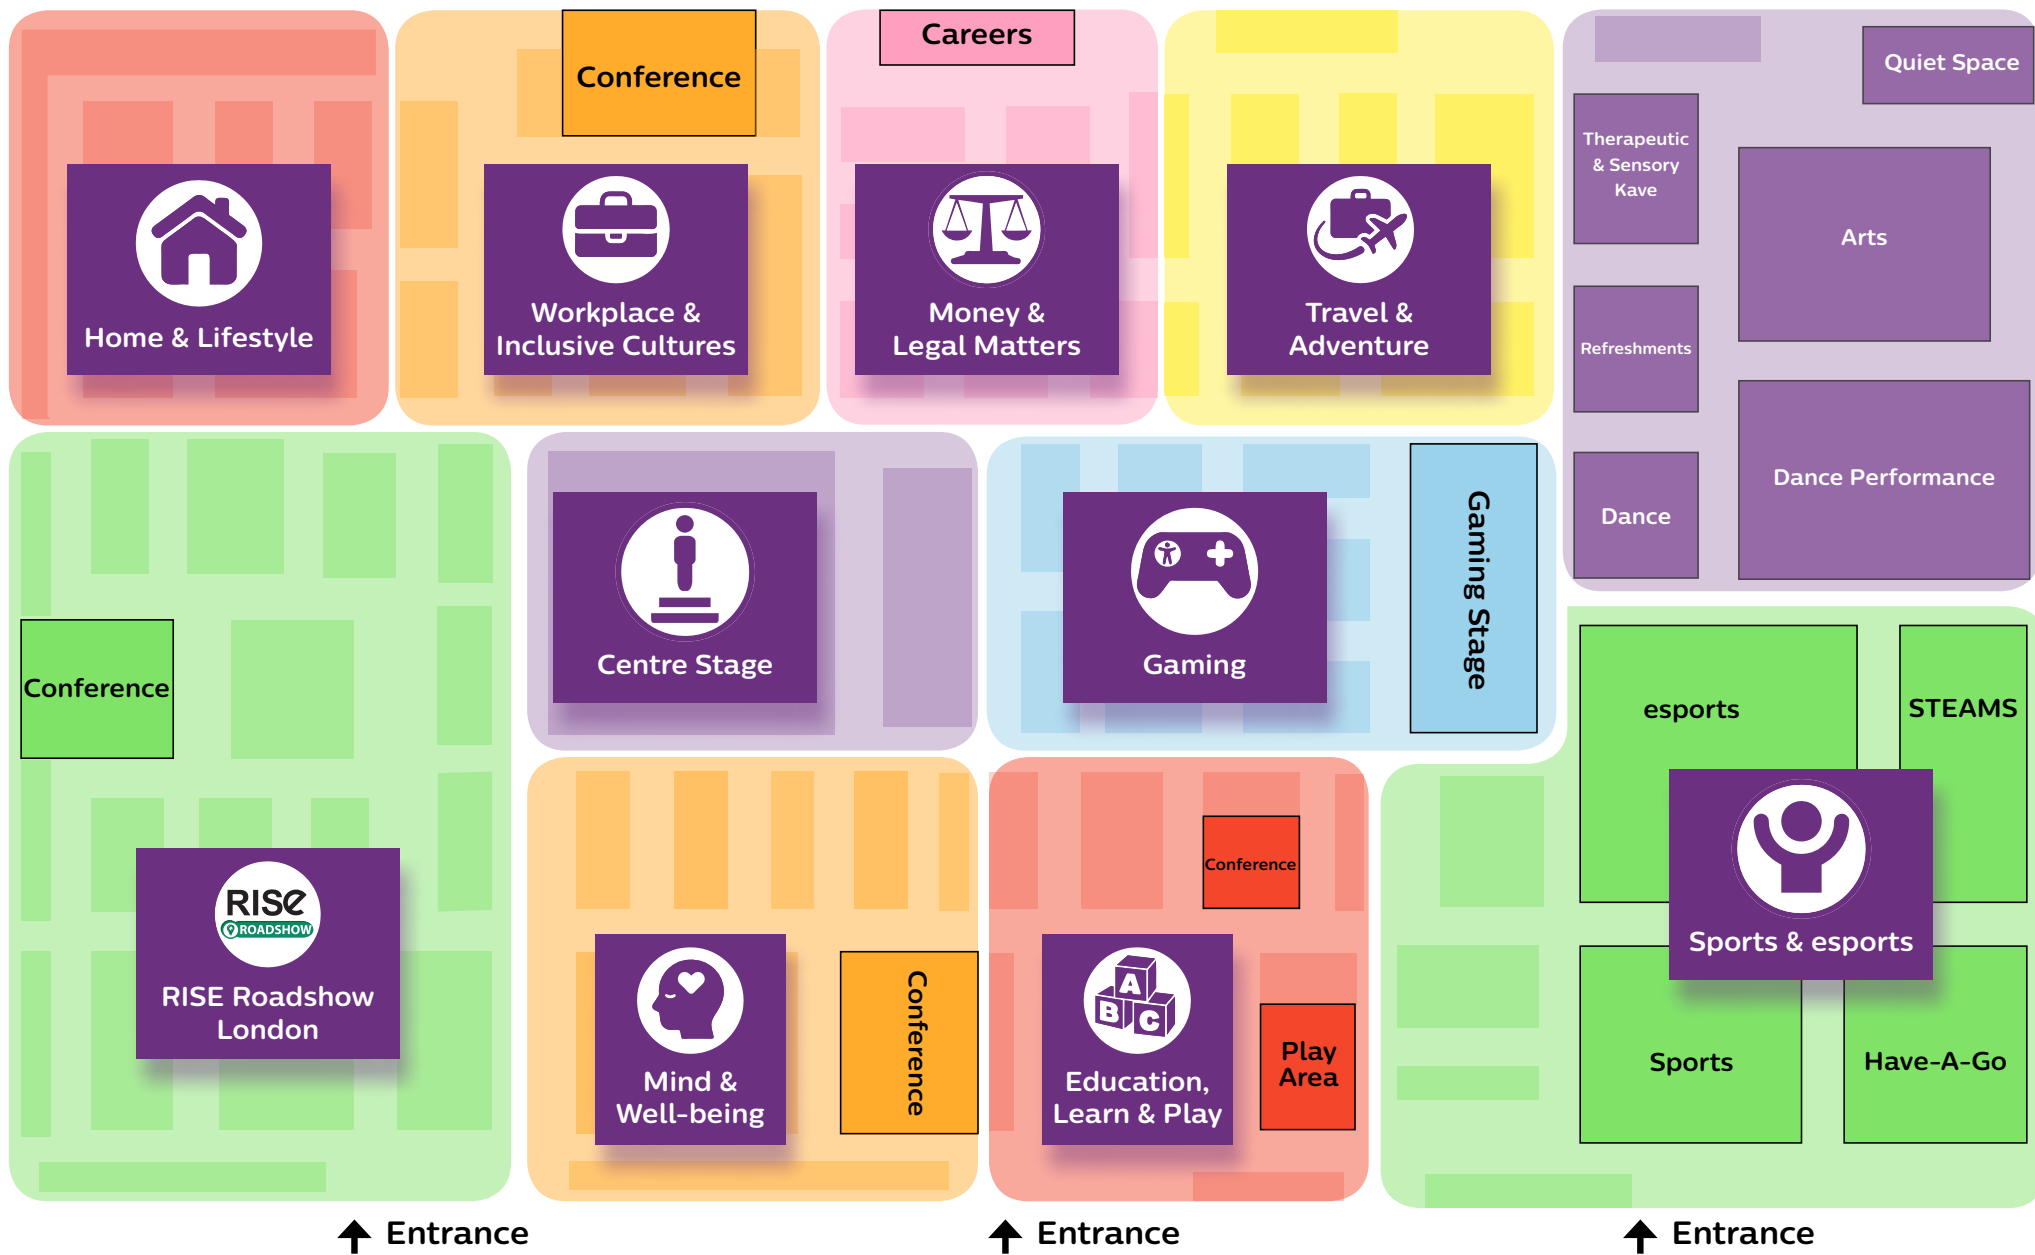 Conference
Careers
Quiet Space
Therapeutic
& Sensory
Kave
Arts
Home & Lifestyle
Workplace &
Inclusive Cultures
Money &
Legal Matters
Travel &
Adventure
Refreshments
Dance Performance
Dance
Centre Stage
Gaming
Gaming Stage
Conference
esports
STEAMS
RISE
ROADSHOW
RISE Roadshow
London
Conference
A
B
C
Mind &
Well-being
Conference
Education,
Learn & Play
Play
Area
Sports & esports
Sports
Have-A-Go
Entrance
Entrance
Entrance